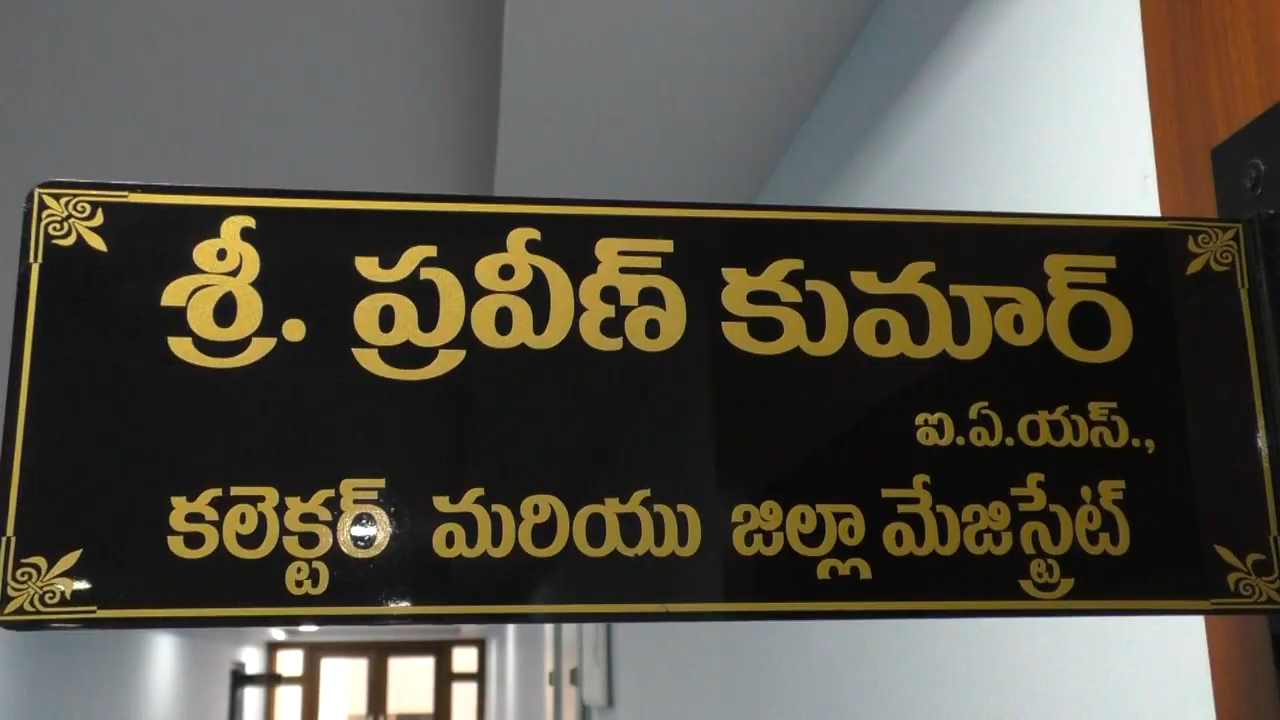 శ్రీ. ప్రవీణ్ కుమార్
ఐ.ఏ.యస్.,
కలెక్టర్ మరియు జిల్లా మేజిస్ట్రేట్